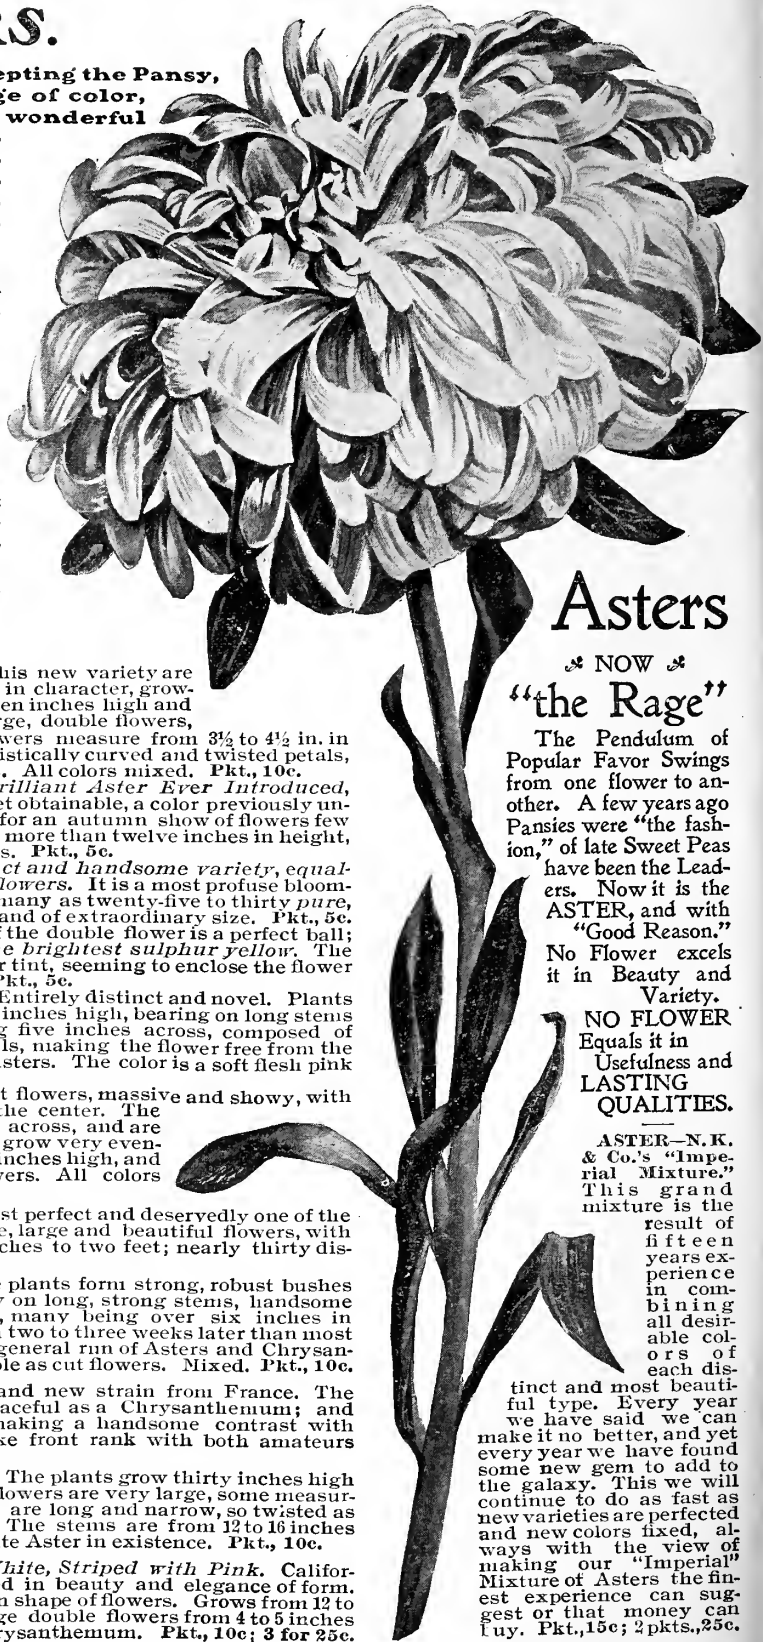 RS.
epting the Pansy,
ge of color,
wonderful
his new variety are
in character, grow-
en inches high and
rge, double flowers,
wers measure from 3½ to 4½ in. in
istically curved and twisted petals,
. All colors mixed. Pkt., 10c.
rilliant Aster Ever Introduced,
et obtainable, a color previously un-
for an autumn show of flowers few
more than twelve inches in height,
s. Pkt., 5c.
ct and handsome variety, equal-
lowers. It is a most profuse bloom-
many as twenty-five to thirty pure,
and of extraordinary size. Pkt., 5c.
f the double flower is a perfect ball;
e brightest sulphur yellow. The
r tint, seeming to enclose the flower
Pkt., 5c.
Entirely distinct and novel. Plants
inches high, bearing on long stems
g five inches across, composed of
ls, making the flower free from the
sters. The color is a soft flesh pink
t flowers, massive and showy, with
the center. The
across, and are
grow very even-
inches high, and
vers. All colors
st perfect and deservedly one of the
e, large and beautiful flowers, with
ches to two feet; nearly thirty dis-
plants form strong, robust bushes
y on long, strong stems, handsome
, many being over six inches in
two to three weeks later than most
general run of Asters and Chrysan-
ble as cut flowers. Mixed. Pkt., 10c.
and new strain from France. The
aceful as a Chrysanthemum; and
making a handsome contrast with
ke front rank with both amateurs
The plants grow thirty inches high
lowers are very large, some measur-
are long and narrow, so twisted as
The stems are from 12 to 16 inches
te Aster in existence. Pkt., 10c.
White, Striped with Pink. Califor-
d in beauty and elegance of form.
n shape of flowers. Grows from 12 to
ge double flowers from 4 to 5 inches
rysanthemum. Pkt., 10c; 3 for 25c.
Asters
NOW
"the Rage"
The Pendulum of
Popular Favor Swings
from one flower to an-
other. A few years ago
Pansies were "the fash-
ion," of late Sweet Peas
have been the Lead-
ers. Now it is the
ASTER, and with
"Good Reason."
No Flower excels
it in Beauty and
Variety.
NO FLOWER
Equals it in
Usefulness and
LASTING
QUALITIES.
ASTER—N. K.
& Co.'s "Impe-
rial Mixture."
This grand
mixture is the
result of
fifteen
years ex-
perience
in com-
bining
all desir-
able col-
ors of
each dis-
tinct and most beauti-
ful type. Every year
we have said we can
make it no better, and yet
every year we have found
some new gem to add to
the galaxy. This we will
continue to do as fast as
new varieties are perfected
and new colors fixed, al-
ways with the view of
making our "Imperial"
Mixture of Asters the fin-
est experience can sug-
gest or that money can
buy. Pkt., 15c; 2 pkts., 25c.